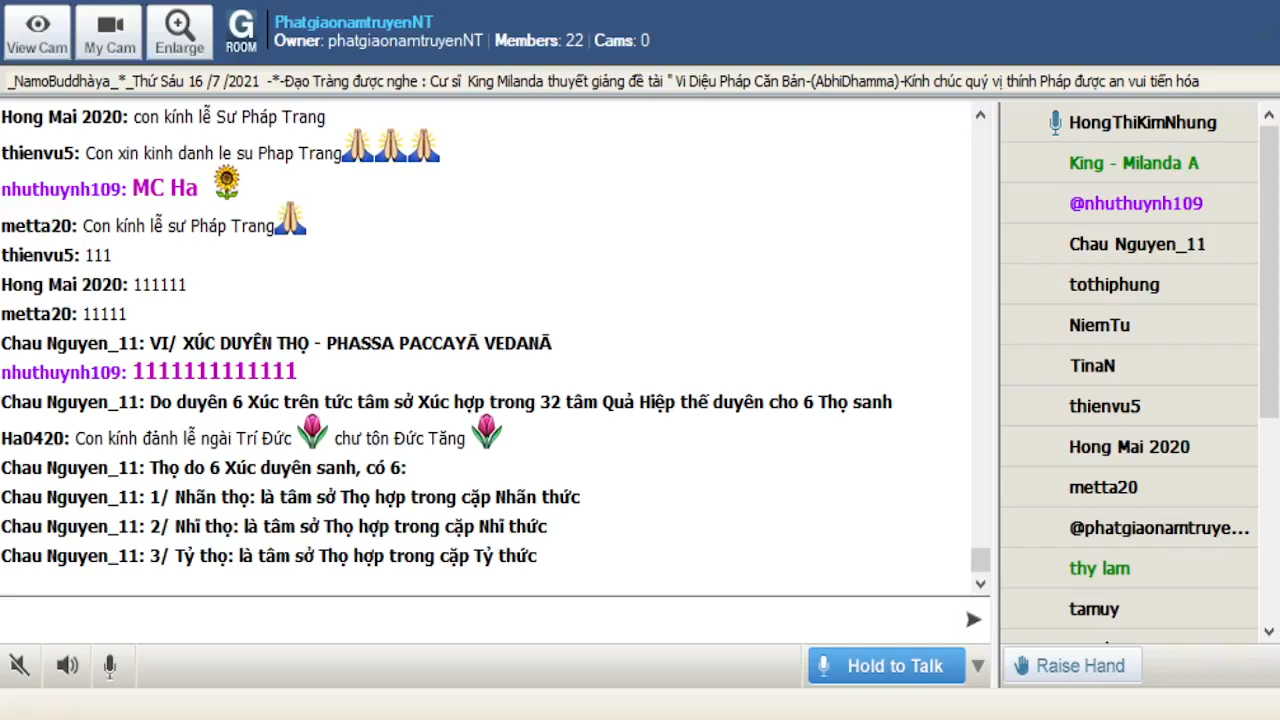 View Cam
My Cam
Enlarge
G
ROOM
PhatgiaonamtruyenNT
Owner: phatgiaonamtruyenNT | Members: 22 | Cams: 0
_NamoBuddhàya_*_Thứ Sáu 16 /7 /2021 -*-Đạo Tràng được nghe : Cư sĩ King Milanda thuyết giảng đề tài " Vi Diệu Pháp Căn Bản-(AbhiDhamma)-Kính chúc quý vị thính Pháp được an vui tiến hóa
Hong Mai 2020: con kính lễ Sư Pháp Trang
thienvu5: Con xin kinh danh le su Phap Trang
nhuthuynh109: MC Ha
metta20: Con kính lễ sư Pháp Trang
thienvu5: 111
Hong Mai 2020: 111111
metta20: 11111
Chau Nguyen_11: VI/ XÚC DUYÊN THỌ - PHASSA PACCAYĀ VEDANĀ
nhuthuynh109: 1111111111111
Chau Nguyen_11: Do duyên 6 Xúc trên tức tâm sở Xúc hợp trong 32 tâm Quả Hiệp thế duyên cho 6 Thọ sanh
Ha0420: Con kính đảnh lễ ngài Trí Đức chư tôn Đức Tăng
Chau Nguyen_11: Thọ do 6 Xúc duyên sanh, có 6:
Chau Nguyen_11: 1/ Nhãn thọ: là tâm sở Thọ hợp trong cặp Nhãn thức
Chau Nguyen_11: 2/ Nhĩ thọ: là tâm sở Thọ hợp trong cặp Nhĩ thức
Chau Nguyen_11: 3/ Tỷ thọ: là tâm sở Thọ hợp trong cặp Tỷ thức
HongThiKimNhung
King - Milanda A
@nhuthuynh109
Chau Nguyen_11
tothiphung
NiemTu
TinaN
thienvu5
Hong Mai 2020
metta20
@phatgiaonamtruye...
thy lam
tamuy
Hold to Talk
Raise Hand